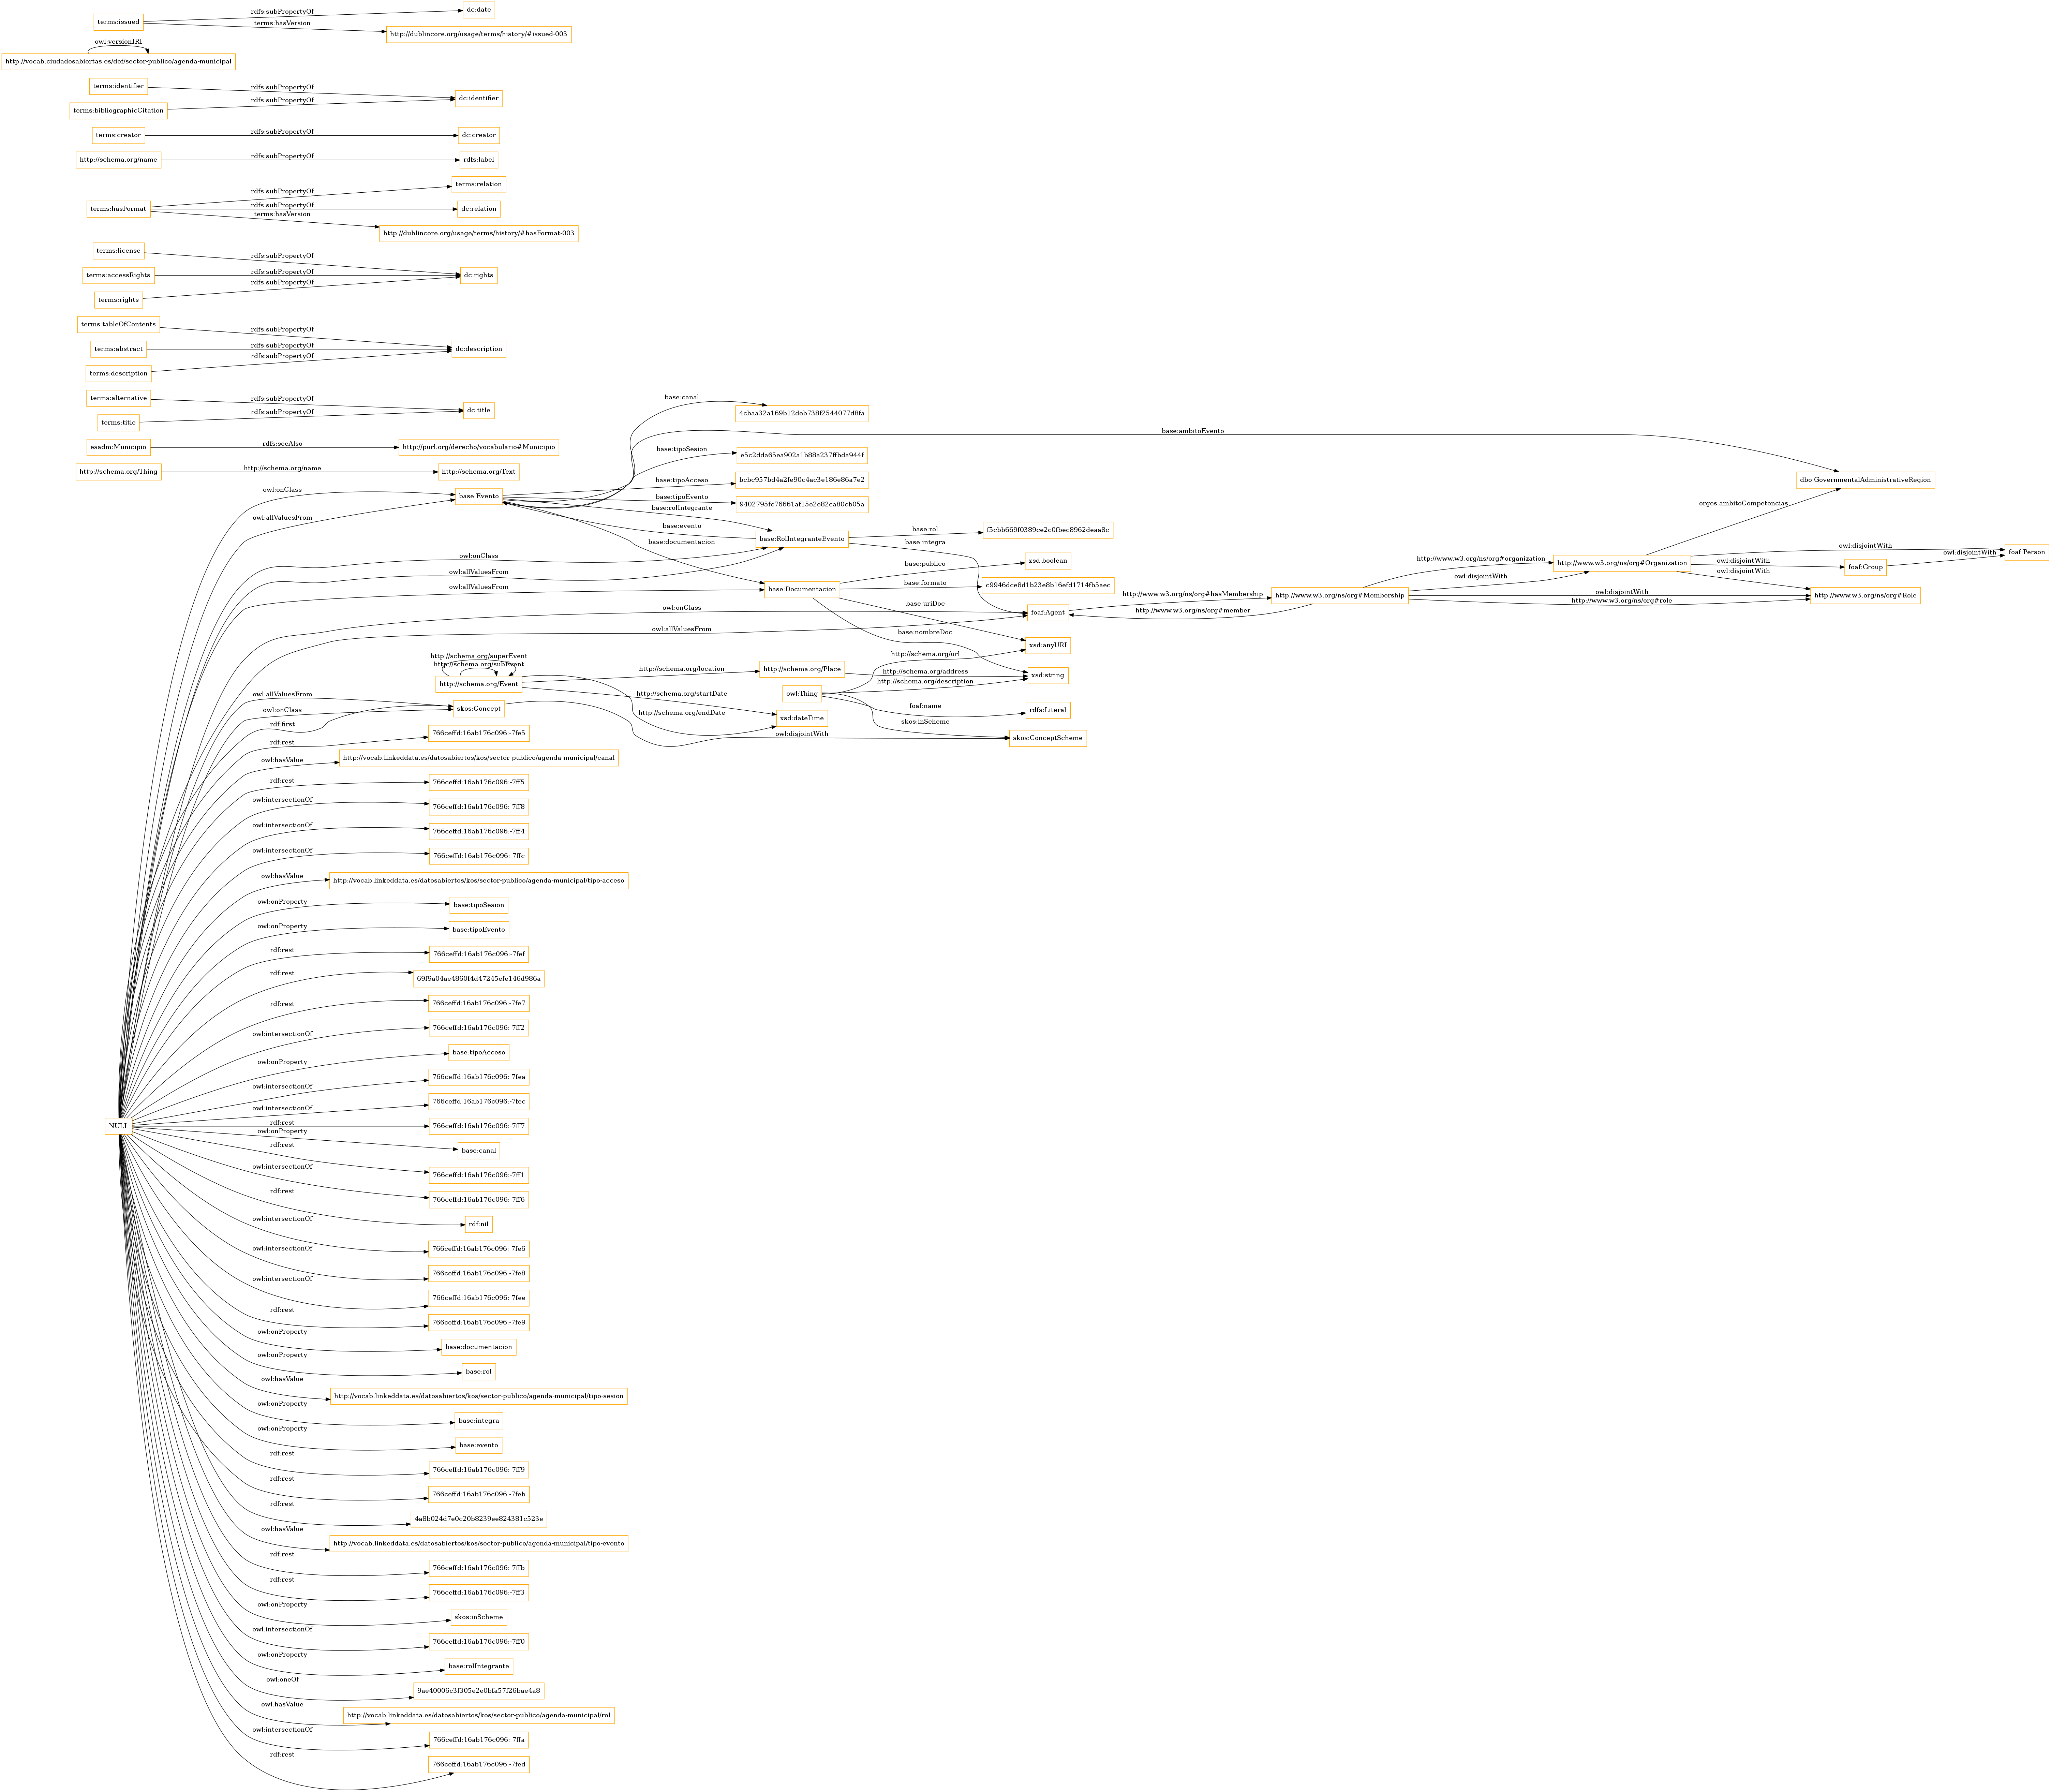 terms:issued
rdfs:subPropertyOf
dc:date
terms:hasVersion
http://dublincore.org/usage/terms/history/#issued-003
owl:versionIRI
http://vocab.ciudadesabiertas.es/def/sector-publico/agenda-municipal
terms:identifier
rdfs:subPropertyOf
dc:identifier
terms:bibliographicCitation
rdfs:subPropertyOf
terms:creator
rdfs:subPropertyOf
dc:creator
http://schema.org/name
rdfs:subPropertyOf
rdfs:label
terms:hasFormat
rdfs:subPropertyOf
terms:relation
rdfs:subPropertyOf
dc:relation
terms:hasVersion
http://dublincore.org/usage/terms/history/#hasFormat-003
terms:license
rdfs:subPropertyOf
terms:accessRights
rdfs:subPropertyOf
dc:rights
terms:rights
rdfs:subPropertyOf
terms:tableOfContents
rdfs:subPropertyOf
terms:abstract
rdfs:subPropertyOf
dc:description
terms:description
rdfs:subPropertyOf
terms:alternative
rdfs:subPropertyOf
dc:title
terms:title
rdfs:subPropertyOf
esadm:Municipio
rdfs:seeAlso
http://purl.org/derecho/vocabulario#Municipio
http://schema.org/Thing
http://schema.org/name
http://schema.org/Text
base:canal
4cbaa32a169b12deb738f2544077d8fa
base:ambitoEvento
base:tipoSesion
e5c2dda65ea902a1b88a237ffbda944f
base:tipoAcceso
bcbc957bd4a2fe90c4ac3e186e86a7e2
base:tipoEvento
9402795fc76661af15e2e82ca80cb05a
dbo:GovernmentalAdministrativeRegion
orges:ambitoCompetencias
owl:onClass
base:Evento
owl:allValuesFrom
base:rolIntegrante
base:evento
base:RolIntegranteEvento
base:documentacion
base:rol
f5cbb669f0389ce2c0fbec8962deaa8c
base:integra
owl:onClass
owl:allValuesFrom
owl:allValuesFrom
base:Documentacion
base:publico
xsd:boolean
base:formato
c9946dce8d1b23e8b16efd1714fb5aec
base:uriDoc
base:nombreDoc
owl:onClass
owl:allValuesFrom
foaf:Agent
http://www.w3.org/ns/org#hasMembership
http://www.w3.org/ns/org#member
http://www.w3.org/ns/org#Membership
http://www.w3.org/ns/org#organization
owl:disjointWith
http://www.w3.org/ns/org#Organization
owl:disjointWith
http://www.w3.org/ns/org#role
owl:disjointWith
owl:disjointWith
owl:disjointWith
foaf:Group
owl:disjointWith
foaf:Person
http://www.w3.org/ns/org#Role
xsd:anyURI
xsd:string
http://schema.org/superEvent
http://schema.org/subEvent
http://schema.org/Event
http://schema.org/location
http://schema.org/Place
http://schema.org/address
http://schema.org/startDate
http://schema.org/endDate
xsd:dateTime
owl:Thing
http://schema.org/url
http://schema.org/description
foaf:name
rdfs:Literal
skos:inScheme
skos:ConceptScheme
owl:allValuesFrom
owl:onClass
rdf:first
skos:Concept
owl:disjointWith
NULL
rdf:rest
766ceffd:16ab176c096:-7fe5
owl:hasValue
http://vocab.linkeddata.es/datosabiertos/kos/sector-publico/agenda-municipal/canal
rdf:rest
766ceffd:16ab176c096:-7ff5
owl:intersectionOf
766ceffd:16ab176c096:-7ff8
owl:intersectionOf
766ceffd:16ab176c096:-7ff4
owl:intersectionOf
766ceffd:16ab176c096:-7ffc
owl:hasValue
http://vocab.linkeddata.es/datosabiertos/kos/sector-publico/agenda-municipal/tipo-acceso
owl:onProperty
base:tipoSesion
owl:onProperty
base:tipoEvento
rdf:rest
766ceffd:16ab176c096:-7fef
rdf:rest
69f9a04ae4860f4d47245efe146d986a
rdf:rest
766ceffd:16ab176c096:-7fe7
owl:intersectionOf
766ceffd:16ab176c096:-7ff2
owl:onProperty
base:tipoAcceso
owl:intersectionOf
766ceffd:16ab176c096:-7fea
owl:intersectionOf
766ceffd:16ab176c096:-7fec
rdf:rest
766ceffd:16ab176c096:-7ff7
owl:onProperty
base:canal
rdf:rest
766ceffd:16ab176c096:-7ff1
owl:intersectionOf
766ceffd:16ab176c096:-7ff6
rdf:rest
rdf:nil
owl:intersectionOf
766ceffd:16ab176c096:-7fe6
owl:intersectionOf
766ceffd:16ab176c096:-7fe8
owl:intersectionOf
766ceffd:16ab176c096:-7fee
rdf:rest
766ceffd:16ab176c096:-7fe9
owl:onProperty
base:documentacion
owl:onProperty
base:rol
owl:hasValue
http://vocab.linkeddata.es/datosabiertos/kos/sector-publico/agenda-municipal/tipo-sesion
owl:onProperty
base:integra
owl:onProperty
base:evento
rdf:rest
766ceffd:16ab176c096:-7ff9
rdf:rest
766ceffd:16ab176c096:-7feb
rdf:rest
4a8b024d7e0c20b8239ee824381c523e
owl:hasValue
http://vocab.linkeddata.es/datosabiertos/kos/sector-publico/agenda-municipal/tipo-evento
rdf:rest
766ceffd:16ab176c096:-7ffb
rdf:rest
766ceffd:16ab176c096:-7ff3
owl:onProperty
skos:inScheme
owl:intersectionOf
766ceffd:16ab176c096:-7ff0
owl:onProperty
base:rolIntegrante
owl:oneOf
9ae40006c3f305e2e0bfa57f26bae4a8
owl:hasValue
http://vocab.linkeddata.es/datosabiertos/kos/sector-publico/agenda-municipal/rol
owl:intersectionOf
766ceffd:16ab176c096:-7ffa
rdf:rest
766ceffd:16ab176c096:-7fed